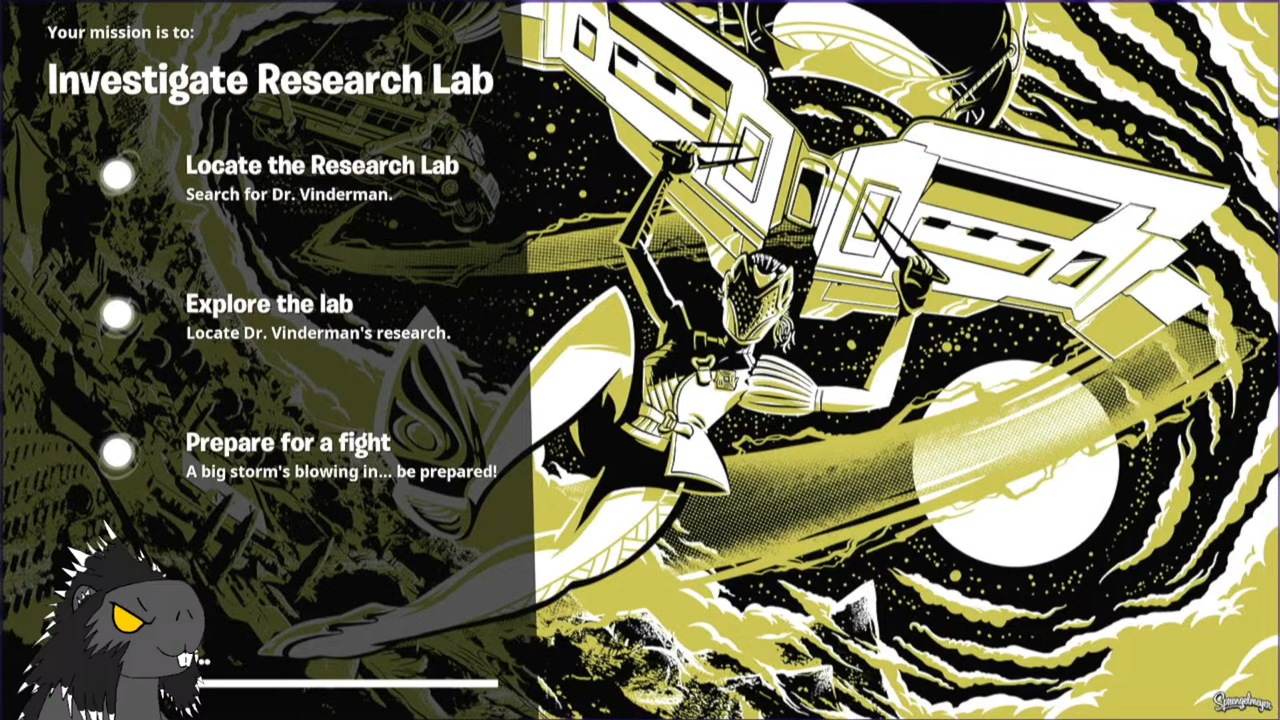 Your mission is to:
Investigate Research Lab
Locate the Research Lab
Search for Dr. Vinderman.
Explore the lab
Locate Dr. Vinderman's research.
Prepare for a fight
A big storm's blowing in... be prepared!
Sprengelmeyer